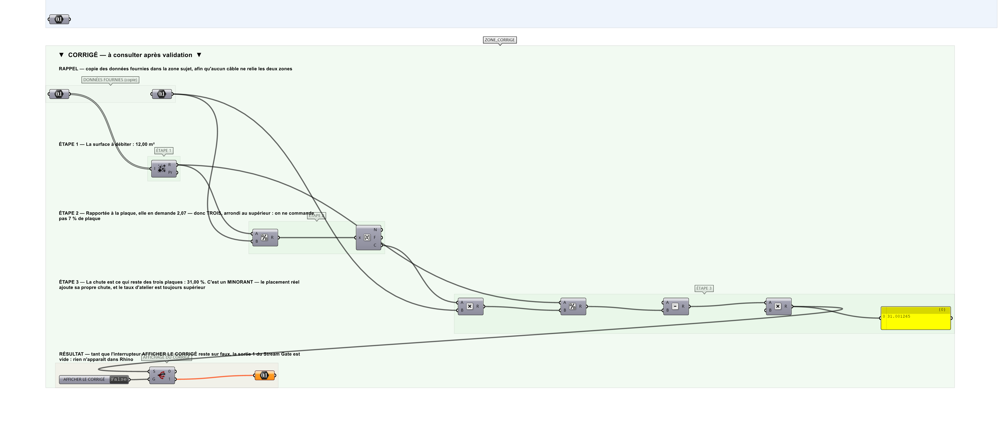 0.1
ZONE_CORRIGE
▼ CORRIGÉ — à consulter après validation ▼
RAPPEL — copie des données fournies dans la zone sujet, afin qu'aucun câble ne relie les deux zones
DONNÉES FOURNIES (copie)
0.1
0.1
ÉTAPE 1 — La surface à débiter : 12,00 m²
ÉTAPE 1
I
R
Pr
ÉTAPE 2 — Rapportée à la plaque, elle en demande 2,07 — donc TROIS, arrondi au supérieur : on ne commande
pas 7 % de plaque
ÉTAPE 2
A
B
A/B
R
x
[x]
N
F
C
ÉTAPE 3 — La chute est ce qui reste des trois plaques : 31,00 %. C'est un MINORANT — le placement réel
ajoute sa propre chute, et le taux d'atelier est toujours supérieur
ÉTAPE 3
A
B
×
R
A
B
A/B
R
A
B
-
R
A
B
×
R
{0}
0 31.001265
RÉSULTAT — tant que l'interrupteur AFFICHER LE CORRIGÉ reste sur faux, la sortie 1 du Stream Gate est
vide : rien n'apparaît dans Rhino
AFFICHAGE DU CORRIGÉ
AFFICHER LE CORRIGÉ False
S
G
0
1
0.1